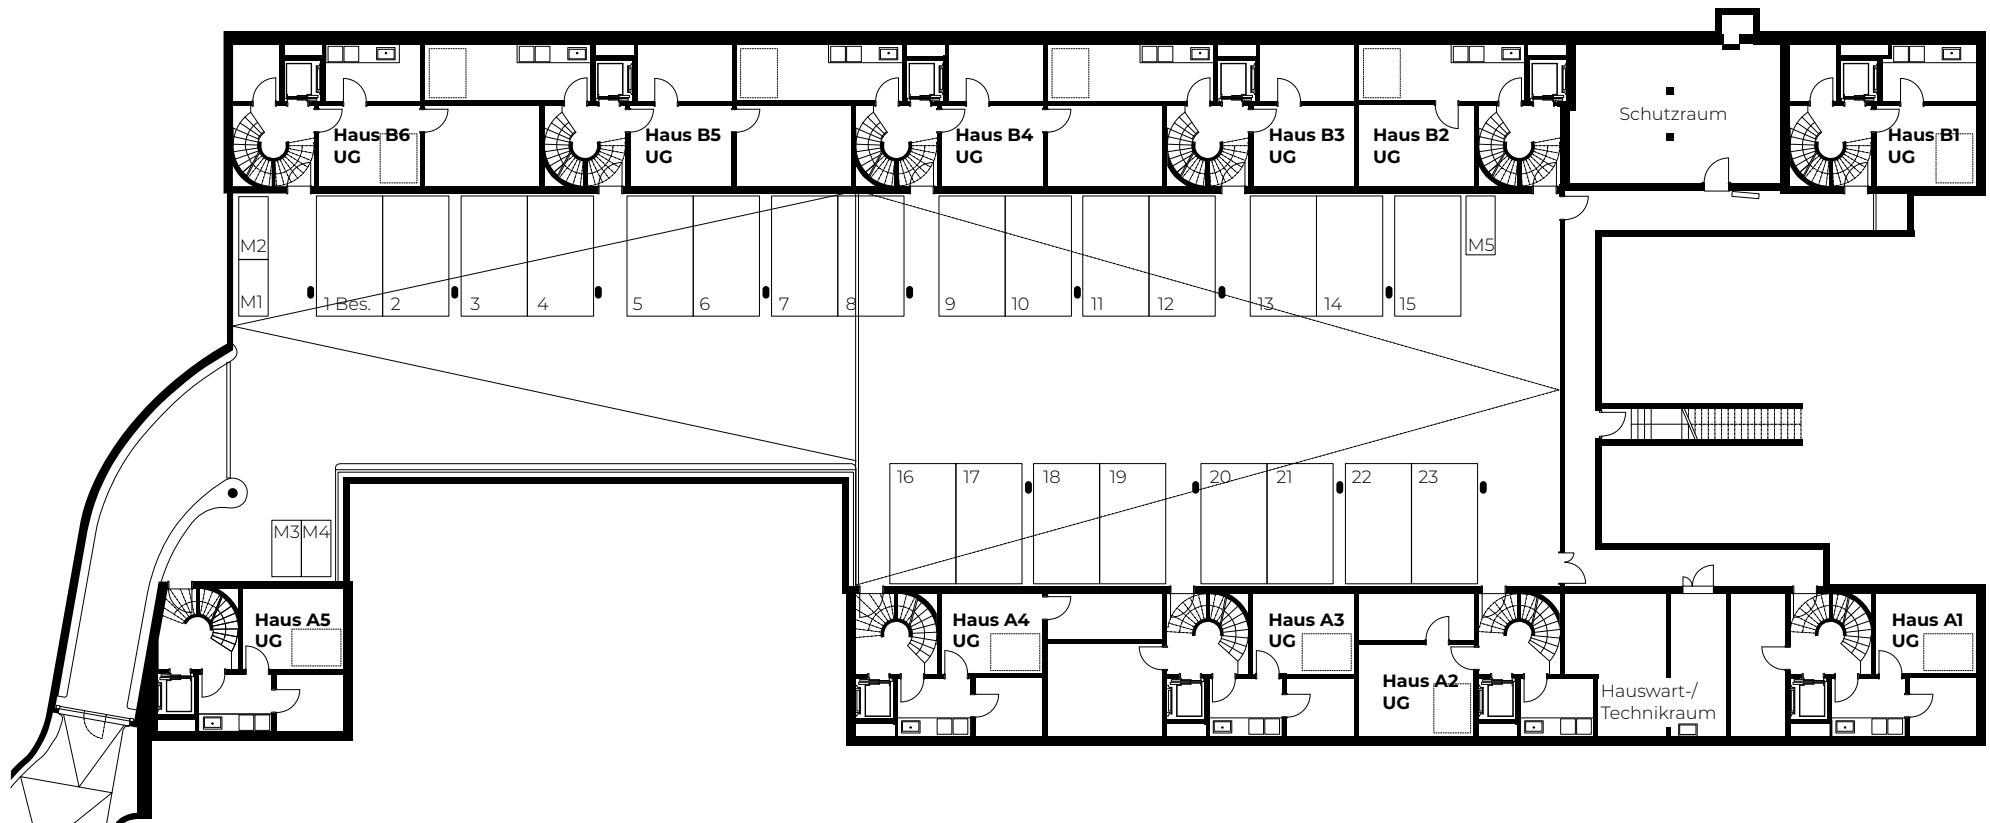 Haus B6
UG
Haus B5
UG
Haus B4
UG
Haus B3
UG
Haus B2
UG
Schutzraum
Haus B1
UG
M2
M1
M5
1 Bes.
2
3
4
5
6
7
8
9
10
11
12
13
14
15
16
17
18
19
20
21
22
23
M3
M4
Haus A5
UG
Haus A4
UG
Haus A3
UG
Haus A2
UG
Hauswart-/
Technikraum
Haus A1
UG